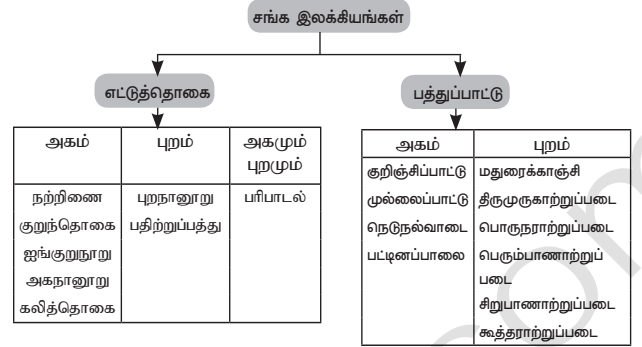 சங்க இலக்கியங்கள்
எட்டுத்தொகை
பத்துப்பாட்டு
அகம் புறம் அகமும் புறமும்
நற்றிணை புறநானூறு பரிபாடல்
குறுந்தொகை பதிற்றுப்பத்து
ஐங்குறுநூறு
அகநானூறு
கலித்தொகை
அகம் புறம்
குறிஞ்சிப்பாட்டு மதுரைக்காஞ்சி
முல்லைப்பாட்டு திருமுருகாற்றுப்படை
நெடுநல்வாடை பொருநராற்றுப்படை
பட்டினப்பாலை பெரும்பாணாற்றுப்
படை
சிறுபாணாற்றுப்படை
கூத்தராற்றுப்படை